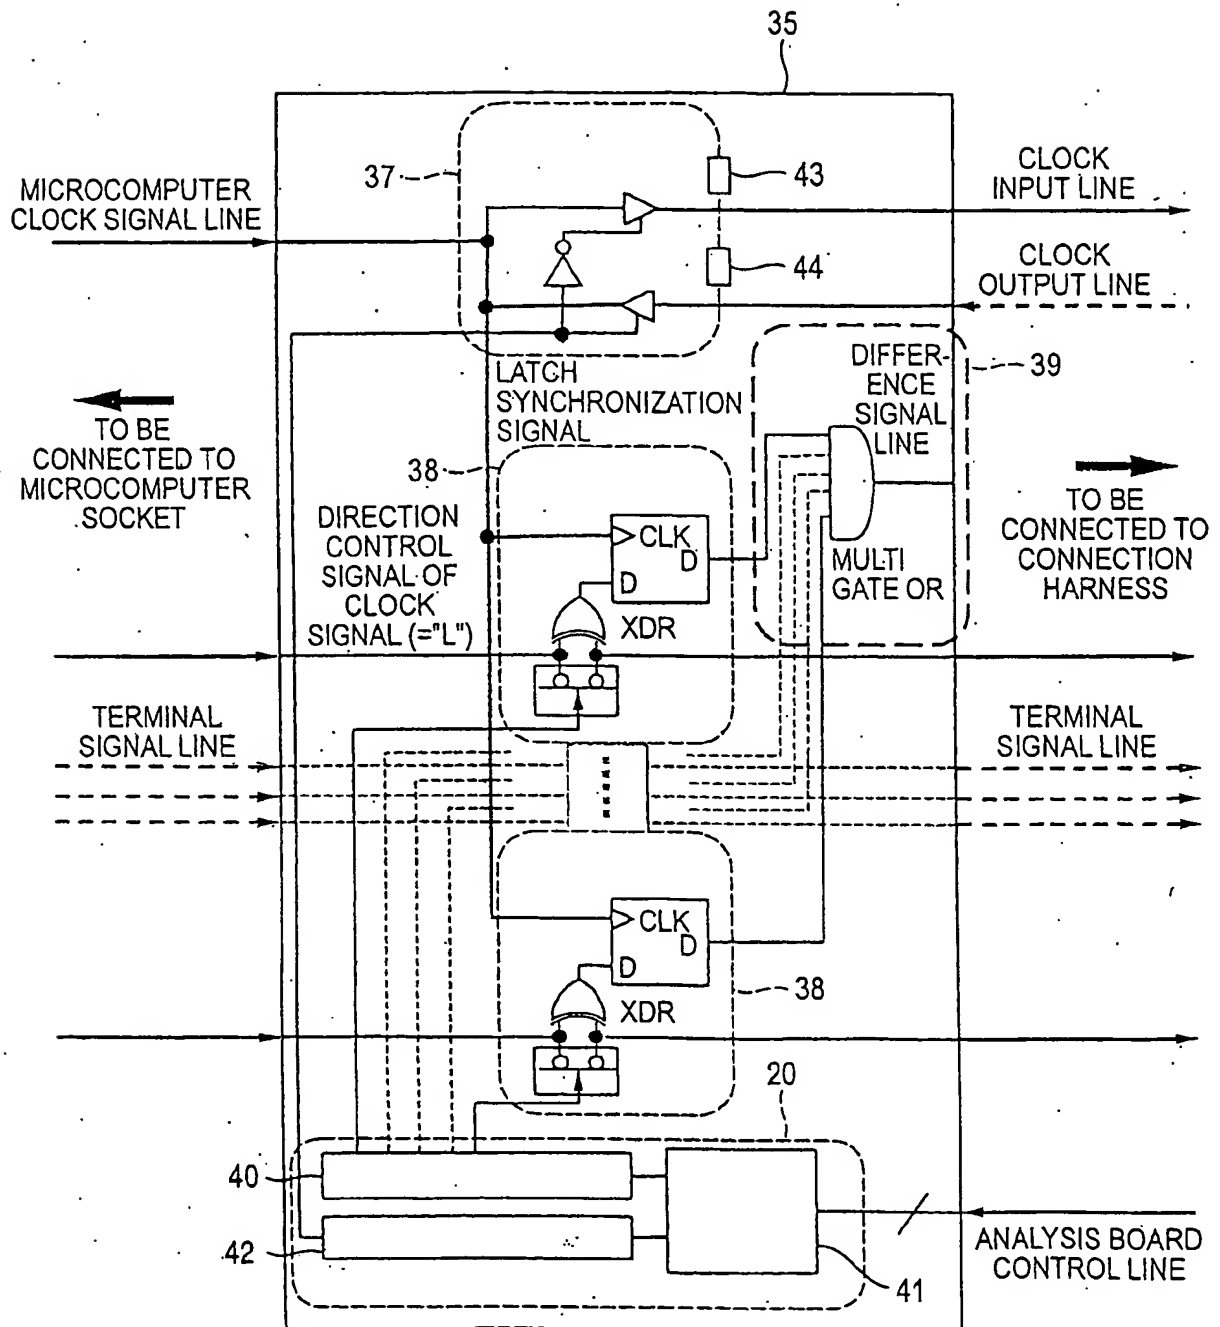 35
37
43
CLOCK
INPUT LINE
MICROCOMPUTER
CLOCK SIGNAL LINE
44
CLOCK
OUTPUT LINE
LATCH
SYNCHRONIZATION
SIGNAL
DIFFER-
ENCE
SIGNAL
LINE
39
TO BE
CONNECTED TO
MICROCOMPUTER
SOCKET
38
DIRECTION
CONTROL
SIGNAL OF
CLOCK
SIGNAL (="L")
CLK
D
D
XDR
MULTI
GATE OR
TO BE
CONNECTED TO
CONNECTION
HARNESS
TERMINAL
SIGNAL LINE
TERMINAL
SIGNAL LINE
CLK
D
D
XDR
38
20
40
42
41
ANALYSIS BOARD
CONTROL LINE